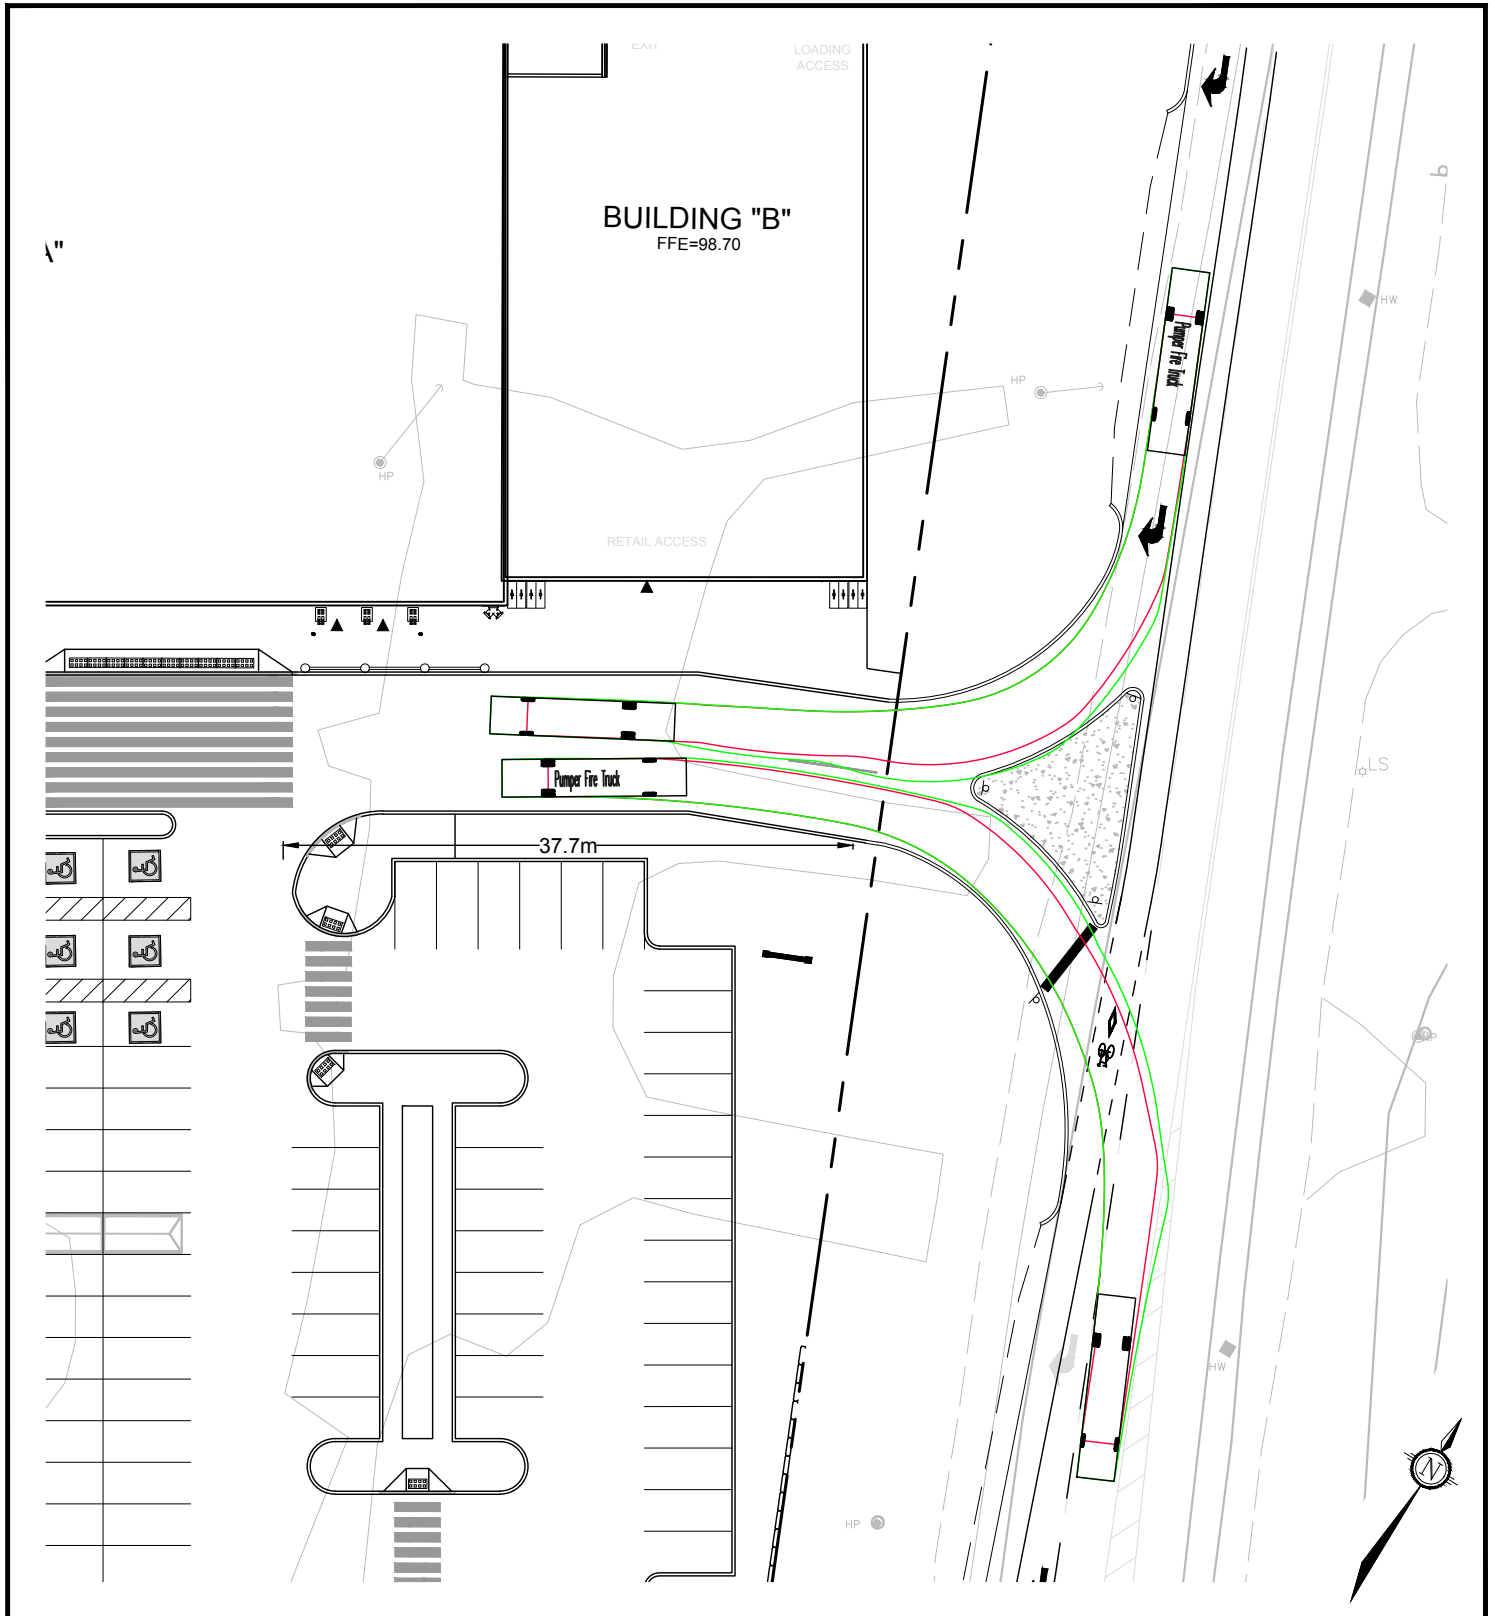 EXIT
LOADING
ACCESS
BUILDING "B"
FFE=98.70
A"
HW
Pumper Fire Truck
HP
HP
RETAIL ACCESS
Pumper Fire Truck
LS
37.7m
HP
HW
N
HP